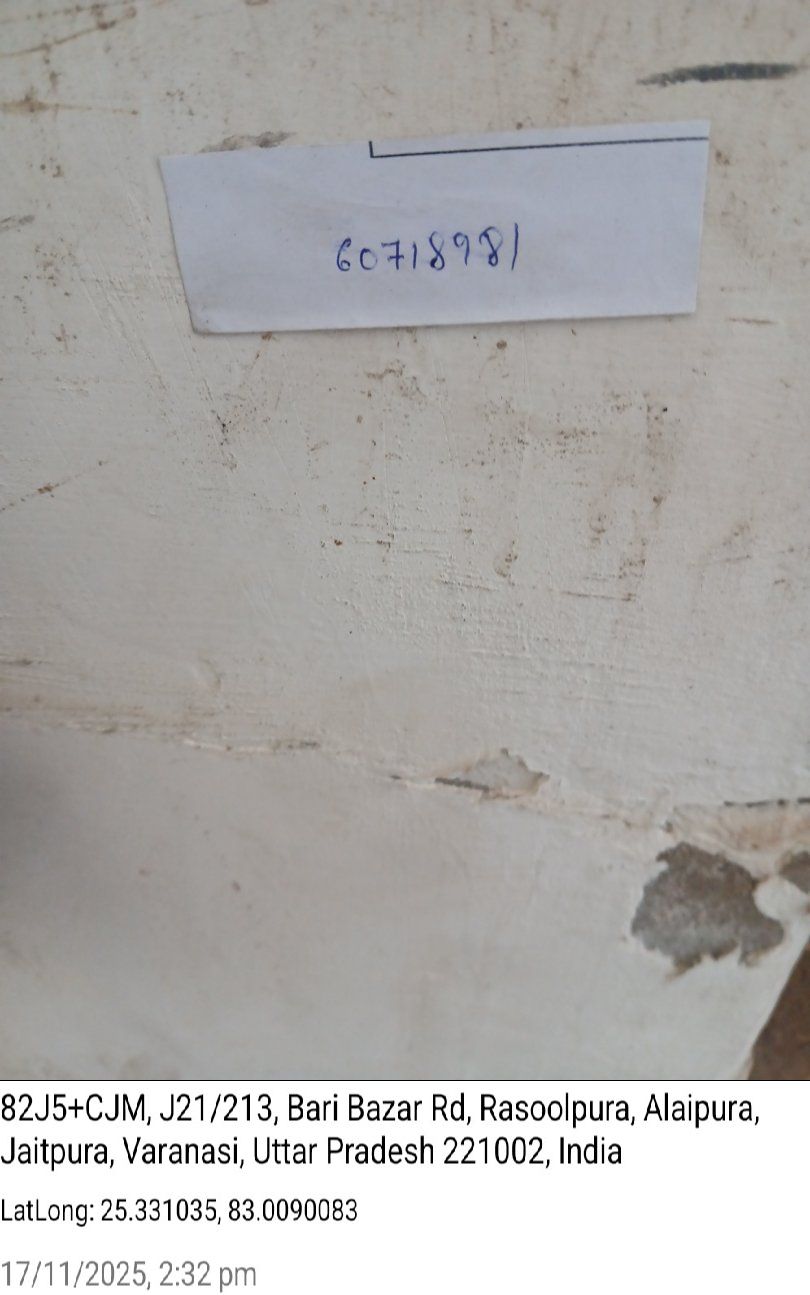 60718981
82J5+CJM, J21/213, Bari Bazar Rd, Rasoolpura, Alaipura,
Jaitpura, Varanasi, Uttar Pradesh 221002, India
LatLong: 25.331035, 83.0090083
17/11/2025, 2:32 pm